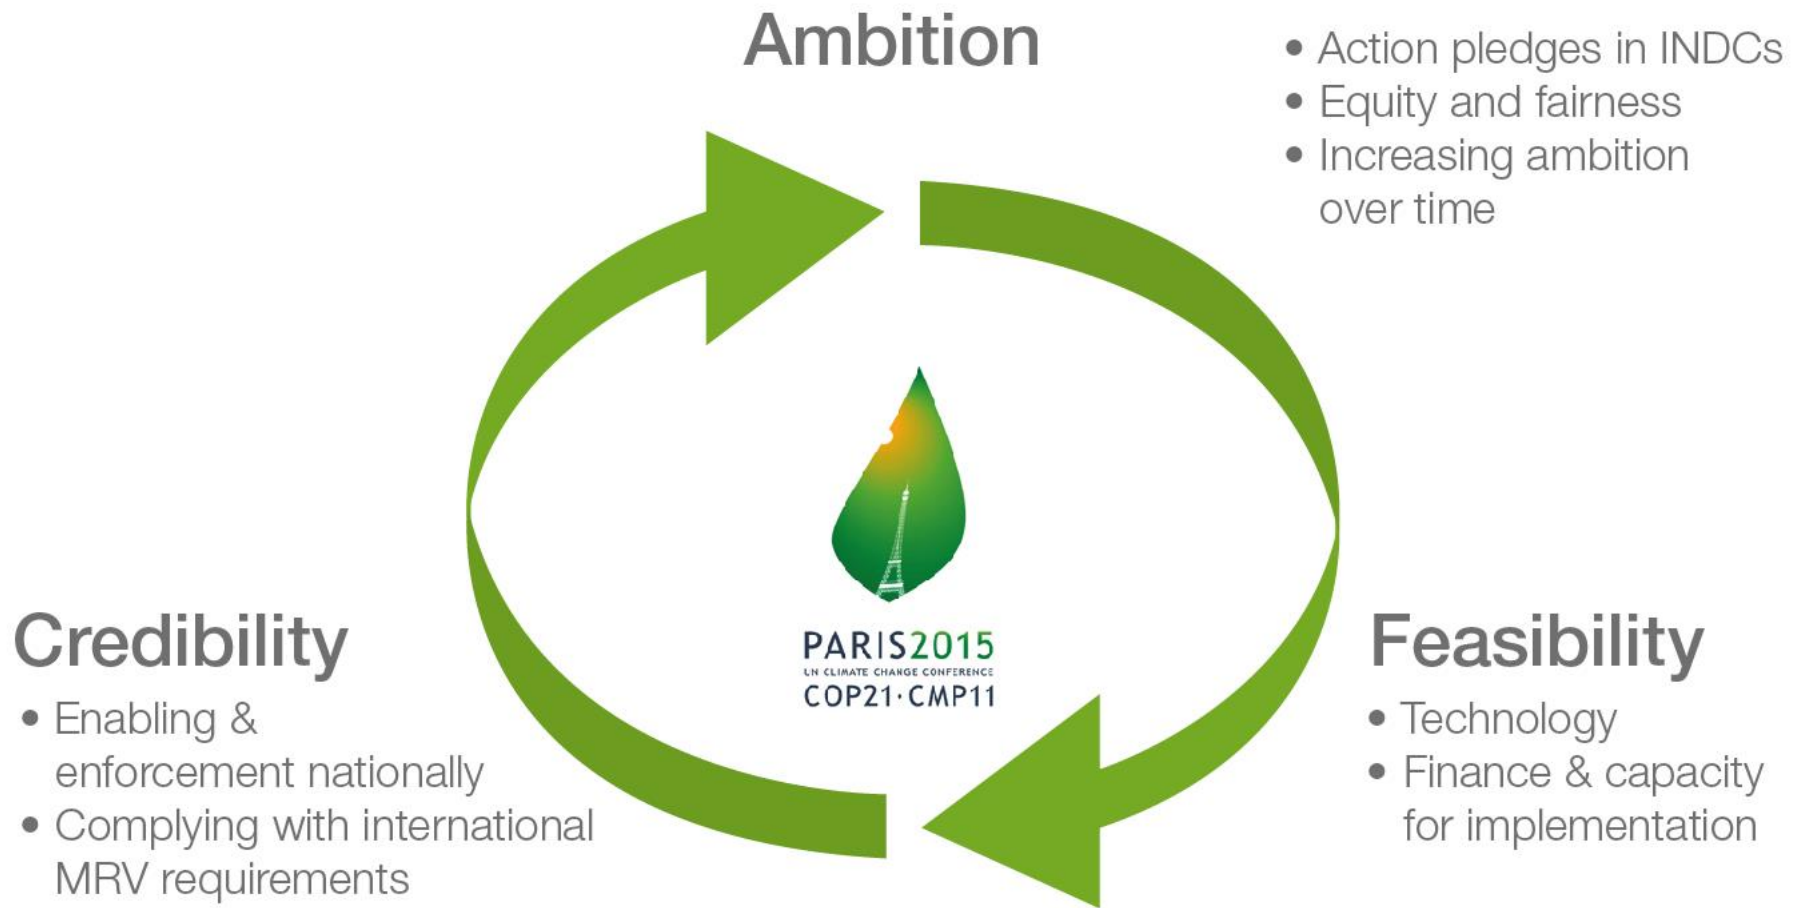 Ambition
• Action pledges in INDCs
• Equity and fairness
• Increasing ambition
over time
Credibility
• Enabling &
enforcement nationally
• Complying with international
MRV requirements
PARIS2015
UN CLIMATE CHANGE CONFERENCE
COP21·CMP11
Feasibility
• Technology
• Finance & capacity
for implementation